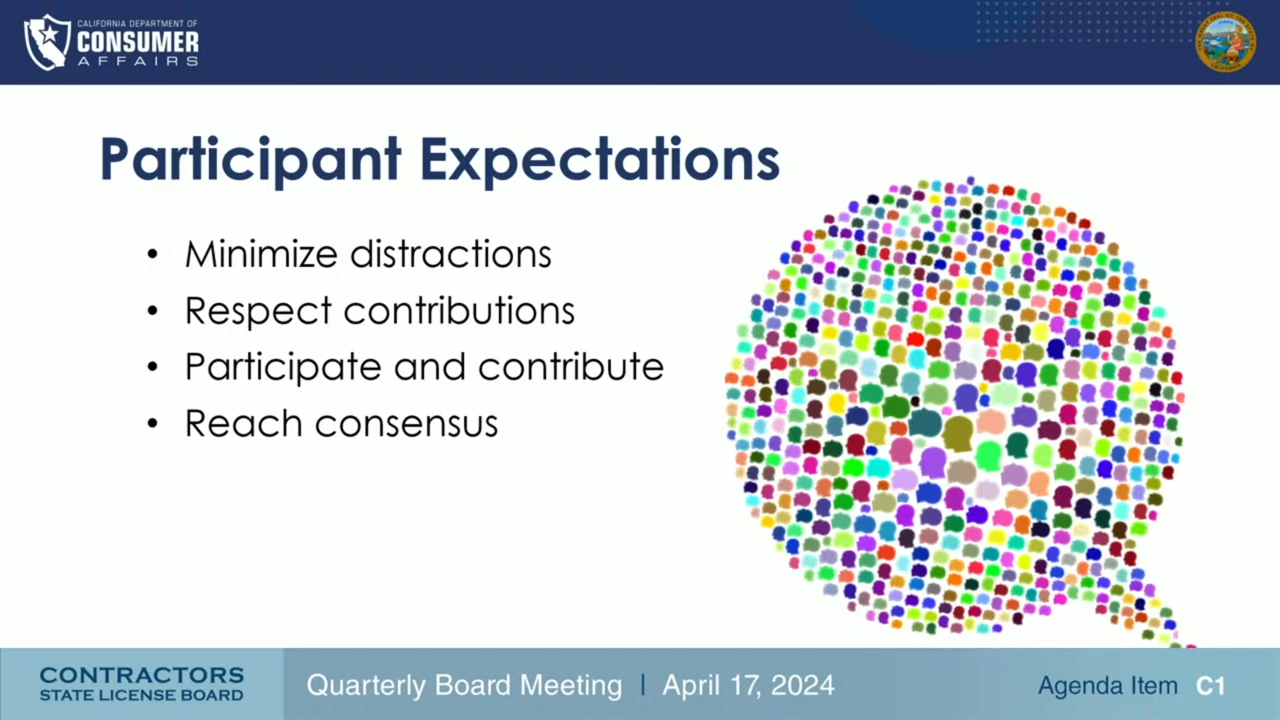 CALIFORNIA DEPARTMENT OF
CONSUMER
AFFAIRS
Participant Expectations
• Minimize distractions
• Respect contributions
• Participate and contribute
• Reach consensus
CONTRACTORS
STATE LICENSE BOARD
Quarterly Board Meeting | April 17, 2024
Agenda Item C1